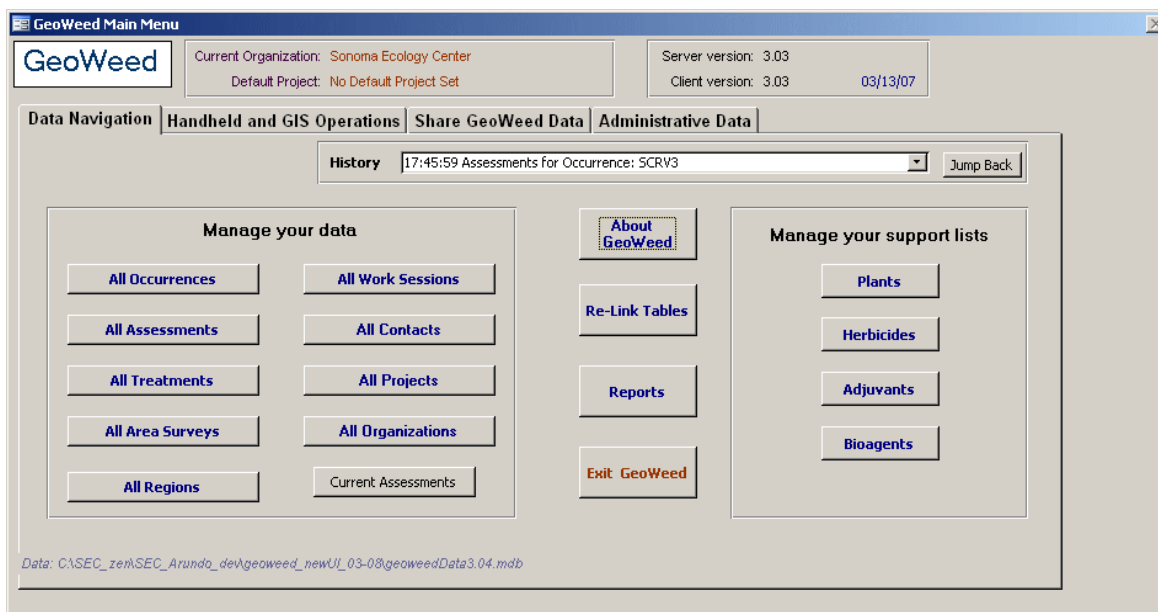 GeoWeed Main Menu
GeoWeed
Current Organization: Sonoma Ecology Center
Default Project: No Default Project Set
Server version: 3.03
Client version: 3.03 03/13/07
Data Navigation
Handheld and GIS Operations
Share GeoWeed Data
Administrative Data
History
17:45:59 Assessments for Occurrence: SCRV3
Jump Back
Manage your data
All Occurrences
All Work Sessions
All Assessments
All Contacts
All Treatments
All Projects
All Area Surveys
All Organizations
All Regions
Current Assessments
About
GeoWeed
Re-Link Tables
Reports
Exit GeoWeed
Manage your support lists
Plants
Herbicides
Adjuvants
Bioagents
Data: C:\SEC_zen\SEC_Arundo_dev\geoweed_newUI_03-08\geoweedData3.04.mdb